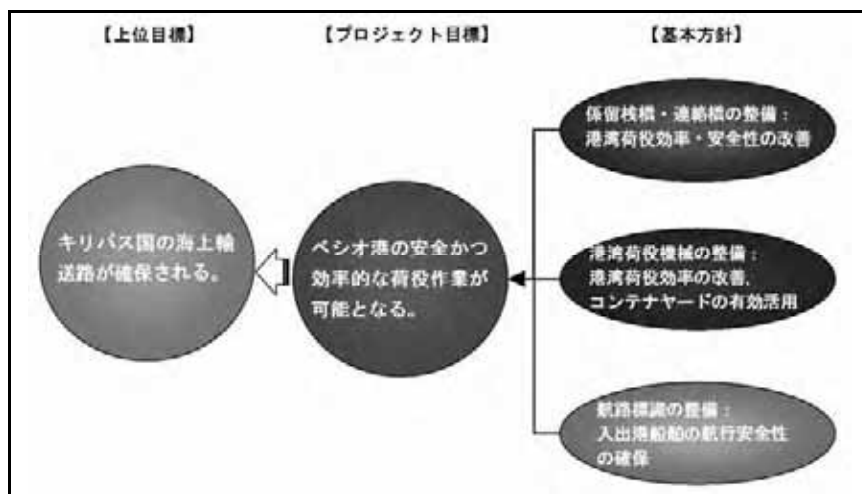 【上位目標】
【プロジェクト目標】
【基本方針】
キリバス国の海上輸
送路が確保される。
ベシオ港の安全かつ
効率的な荷役作業が
可能となる。
係留桟橋・連絡橋の整備：
港湾荷役効率・安全性の改善
港湾荷役機械の整備：
港湾荷役効率の改善，
コンテナヤードの有効活用
航路標識の整備：
入出港船舶の航行安全性
の確保